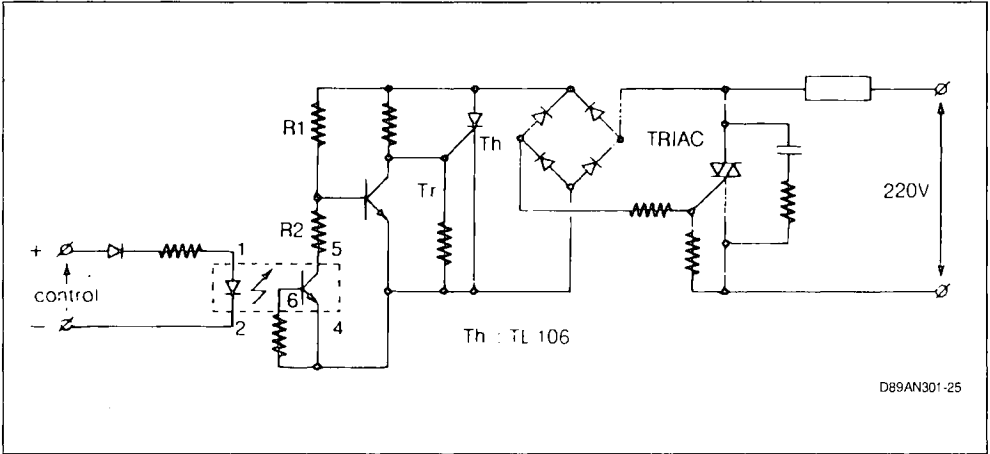 R1
Th
TRIAC
Tr
220V
R2
+ 1 5
control
6
− 2 4
Th : TL 106
D89AN301-25